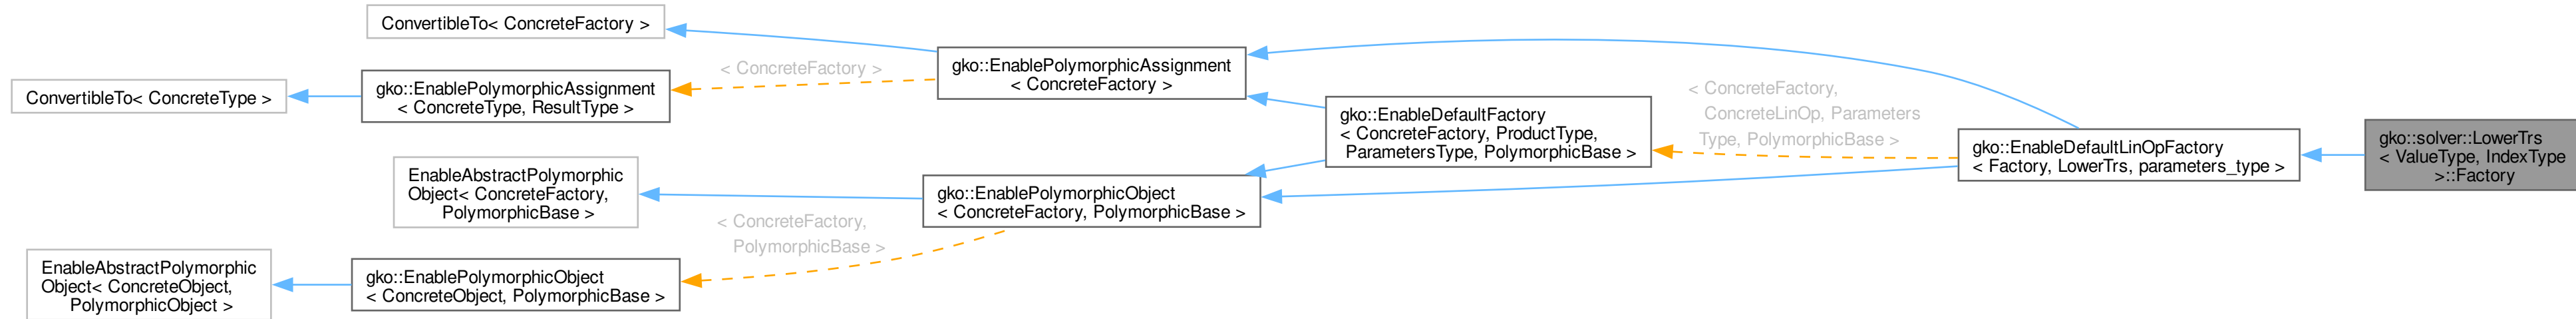 ConvertibleTo< ConcreteFactory >
ConvertibleTo< ConcreteType >
gko::EnablePolymorphicAssignment
< ConcreteType, ResultType >
< ConcreteFactory >
gko::EnablePolymorphicAssignment
< ConcreteFactory >
EnableAbstractPolymorphic
Object< ConcreteFactory,
PolymorphicBase >
EnableAbstractPolymorphic
Object< ConcreteObject,
PolymorphicObject >
gko::EnablePolymorphicObject
< ConcreteObject, PolymorphicBase >
< ConcreteFactory,
PolymorphicBase >
gko::EnablePolymorphicObject
< ConcreteFactory, PolymorphicBase >
gko::EnableDefaultFactory
< ConcreteFactory, ProductType,
ParametersType, PolymorphicBase >
< ConcreteFactory,
ConcreteLinOp, Parameters
Type, PolymorphicBase >
gko::EnableDefaultLinOpFactory
< Factory, LowerTrs, parameters_type >
gko::solver::LowerTrs
< ValueType, IndexType
>::Factory